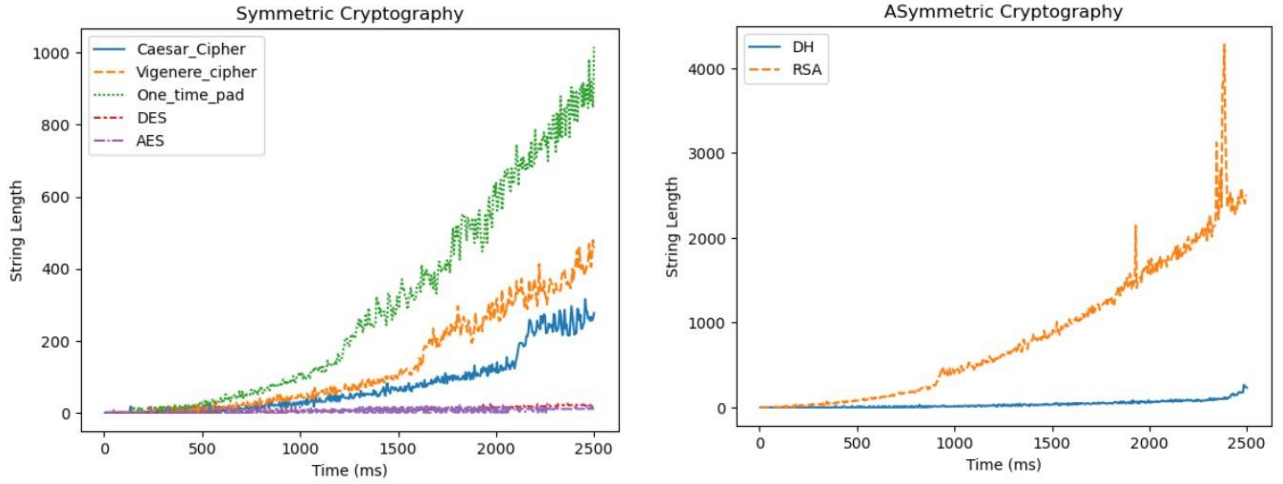 Symmetric Cryptography
Caesar_Cipher
Vigenere_cipher
One_time_pad
DES
AES
String Length
1000
800
600
400
200
0
0 500 1000 1500 2000 2500
Time (ms)
ASymmetric Cryptography
DH
RSA
String Length
4000
3000
2000
1000
0
0 500 1000 1500 2000 2500
Time (ms)